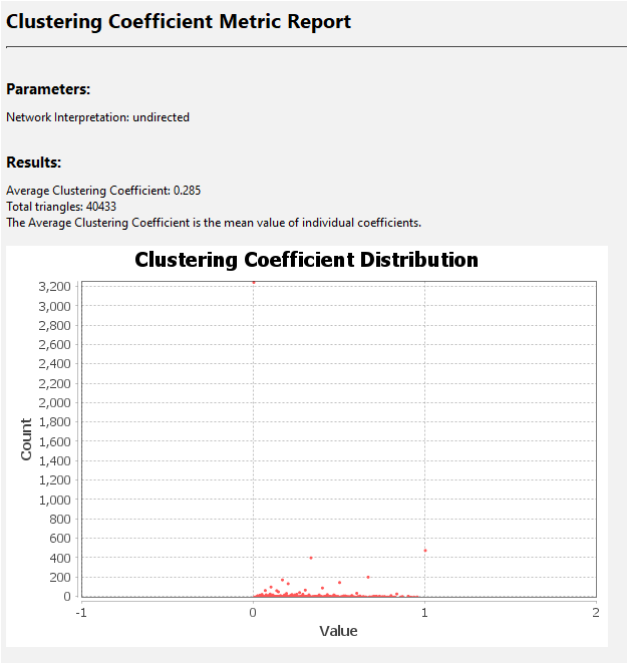 Clustering Coefficient Metric Report
Parameters:
Network Interpretation: undirected
Results:
Average Clustering Coefficient: 0.285
Total triangles: 40433
The Average Clustering Coefficient is the mean value of individual coefficients.
Clustering Coefficient Distribution
3,200
3,000
2,800
2,600
2,400
2,200
2,000
1,800
1,600
1,400
1,200
1,000
800
600
400
200
0
Count
-1 0 1 2
Value